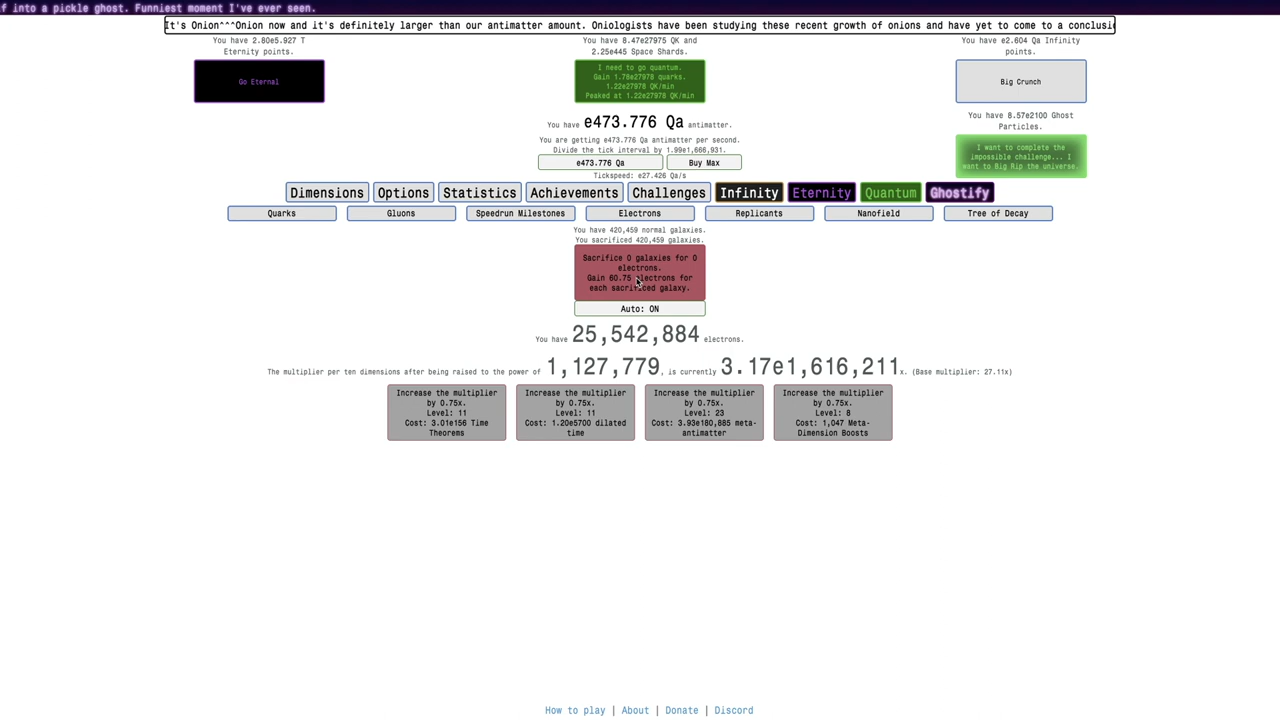 f into a pickle ghost. Funniest moment I've ever seen.
It's Onion^^^Onion now and it's definitely larger than our antimatter amount. Oniologists have been studying these recent growth of onions and have yet to come to a conclusi
You have 2.80e5.927 T
Eternity points.
Go Eternal
You have 8.47e27975 QK and
2.25e445 Space Shards.
I need to go quantum.
Gain 1.78e27978 quarks.
1.22e27978 QK/min
Peaked at 1.22e27978 QK/min
You have e2.604 Qa Infinity
points.
Big Crunch
You have e473.776 Qa antimatter.
You have 8.57e2100 Ghost
Particles.
I want to complete the
impossible challenge... I
want to Big Rip the universe.
You are getting e473.776 Qa antimatter per second.
Divide the tick interval by 1.99e1,666,931.
e473.776 Qa
Buy Max
Tickspeed: e27.426 Qa/s
Dimensions
Options
Statistics
Achievements
Challenges
Infinity
Eternity
Quantum
Ghostify
Quarks
Gluons
Speedrun Milestones
Electrons
Replicants
Nanofield
Tree of Decay
You have 420,459 normal galaxies.
You sacrificed 420,459 galaxies.
Sacrifice 0 galaxies for 0
electrons.
Gain 60.75 electrons for
each sacrificed galaxy.
Auto: ON
You have 25,542,884 electrons.
The multiplier per ten dimensions after being raised to the power of 1,127,779, is currently 3.17e1,616,211x. (Base multiplier: 27.11x)
Increase the multiplier
by 0.75x.
Level: 11
Cost: 3.01e156 Time
Theorems
Increase the multiplier
by 0.75x.
Level: 11
Cost: 1.20e5700 dilated
time
Increase the multiplier
by 0.75x.
Level: 23
Cost: 3.93e180,885 meta-
antimatter
Increase the multiplier
by 0.75x.
Level: 8
Cost: 1,047 Meta-
Dimension Boosts
How to play | About | Donate | Discord